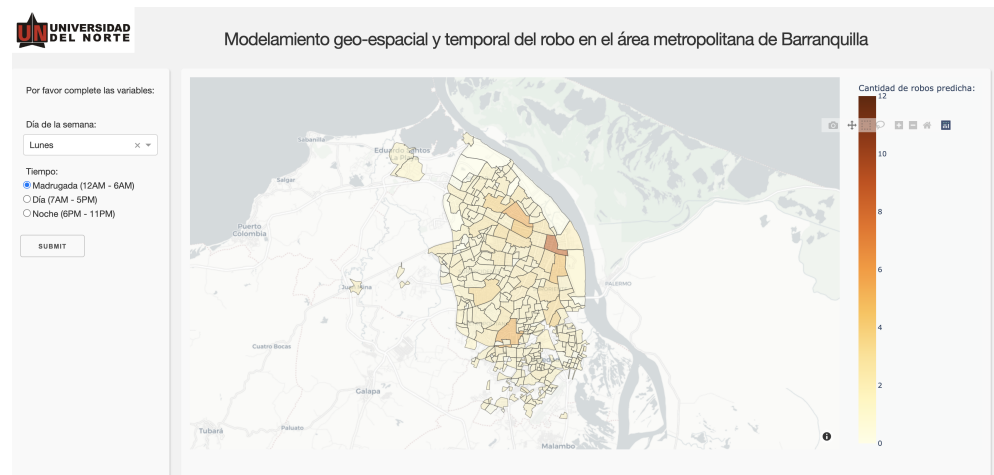 UN UNIVERSIDAD
DEL NORTE
Modelamiento geo-espacial y temporal del robo en el área metropolitana de Barranquilla
Por favor complete las variables:
Día de la semana:
Lunes
Tiempo:
Madrugada (12AM - 6AM)
Día (7AM - 5PM)
Noche (6PM - 11PM)
SUBMIT
Cantidad de robos predicha:
12
10
8
6
4
2
0
Sabanilla
Salgar
Puerto
Colombia
PALERMO
Cuatro Bocas
Galapa
Tubará
Paluato
Malambo